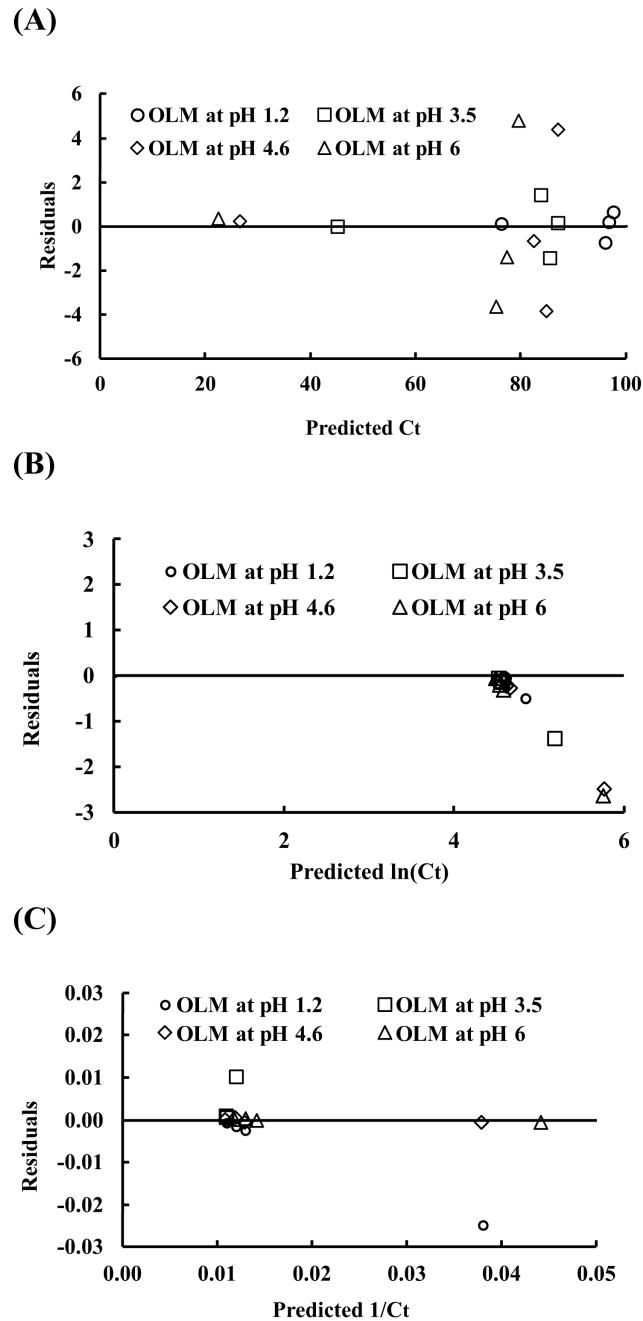 (A)
6
4
2
0
-2
-4
-6
OLM at pH 1.2
OLM at pH 3.5
OLM at pH 4.6
OLM at pH 6
Residuals
0 20 40 60 80 100
Predicted Ct
(B)
3
2
1
0
-1
-2
-3
OLM at pH 1.2
OLM at pH 3.5
OLM at pH 4.6
OLM at pH 6
Residuals
0 2 4 6
Predicted ln(Ct)
(C)
0.03
0.02
0.01
0.00
-0.01
-0.02
-0.03
OLM at pH 1.2
OLM at pH 3.5
OLM at pH 4.6
OLM at pH 6
Residuals
0.00 0.01 0.02 0.03 0.04 0.05
Predicted 1/Ct